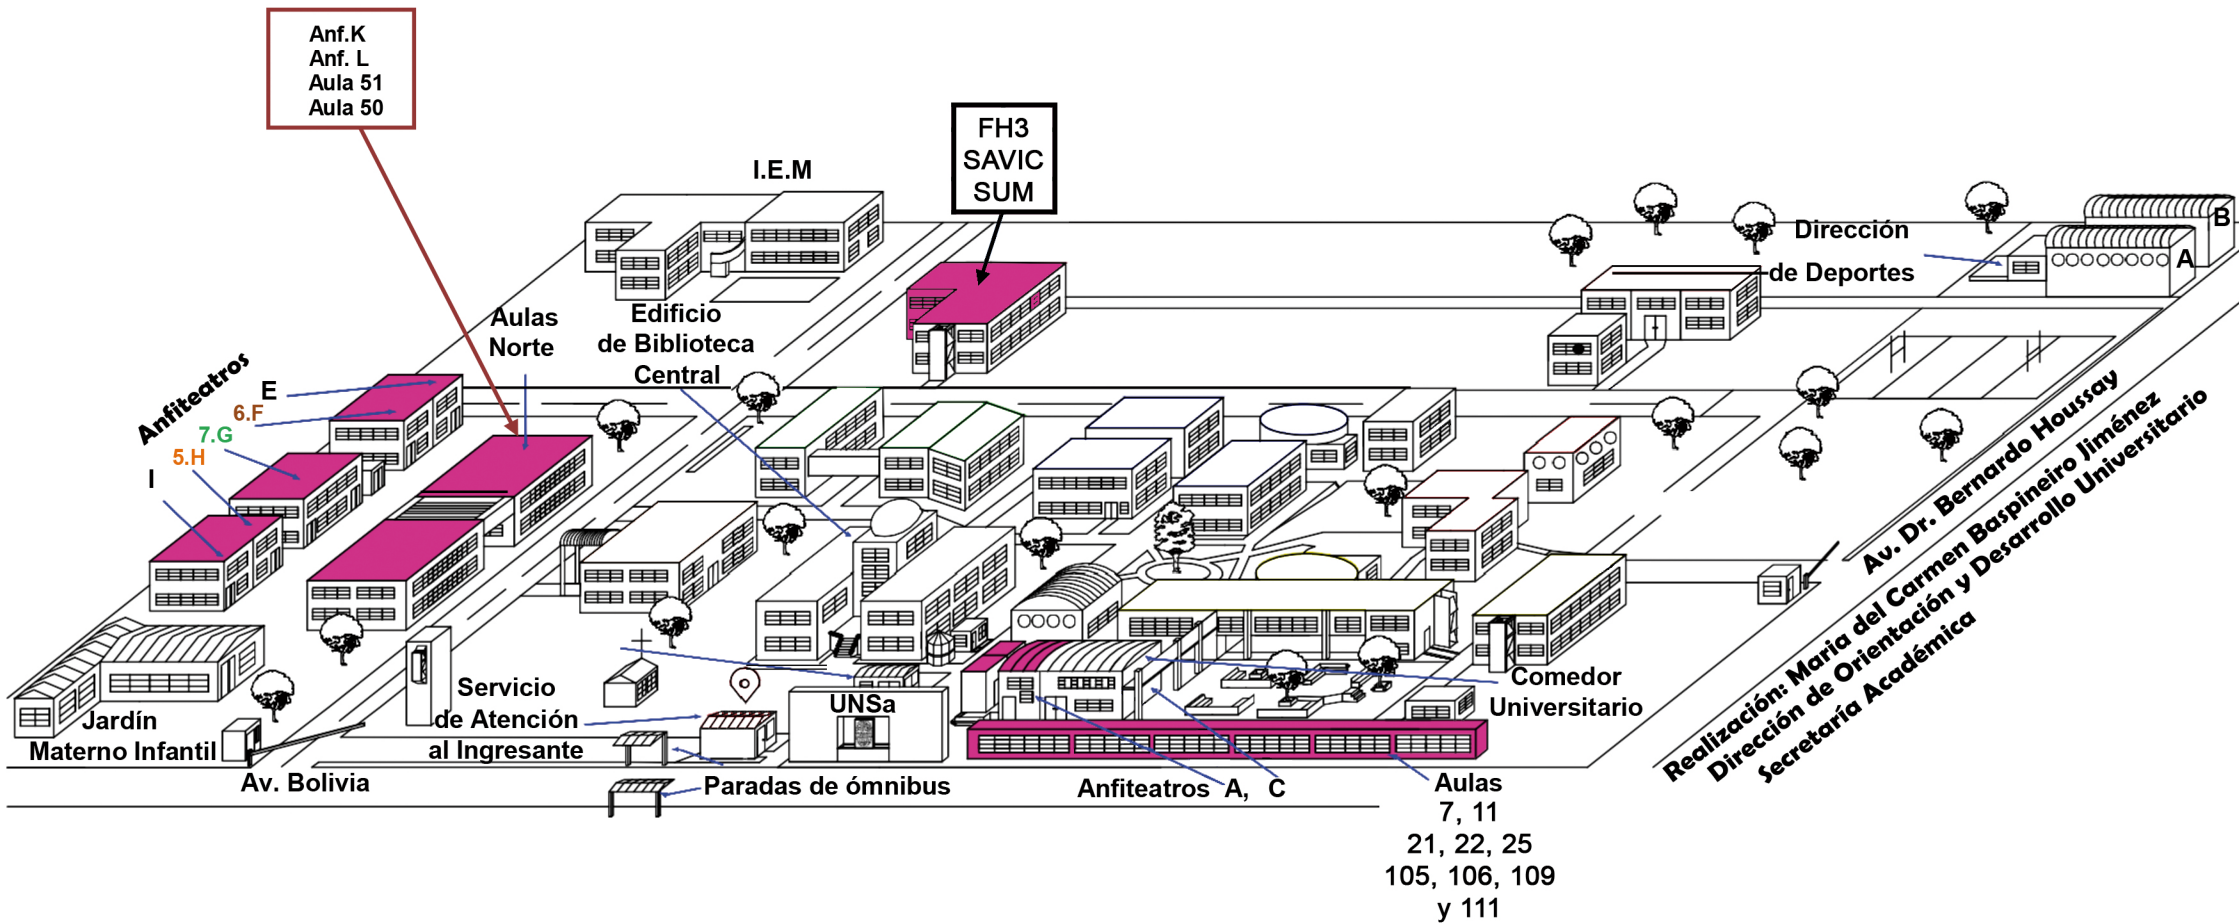 Anf.K
Anf. L
Aula 51
Aula 50
FH3
SAVIC
SUM
I.E.M
Dirección
de Deportes
B
A
Aulas
Norte
Edificio
de Biblioteca
Central
Anfiteatros
E
6.F
7.G
5.H
I
Av. Dr. Bernardo Houssay
Realización: Maria del Carmen Baspineiro Jiménez
Dirección de Orientación y Desarrollo Universitario
Secretaría Académica
Jardín
Materno Infantil
Servicio
de Atención
al Ingresante
UNSa
Comedor
Universitario
Av. Bolivia
Paradas de ómnibus
Anfiteatros A, C
Aulas
7, 11
21, 22, 25
105, 106, 109
y 111